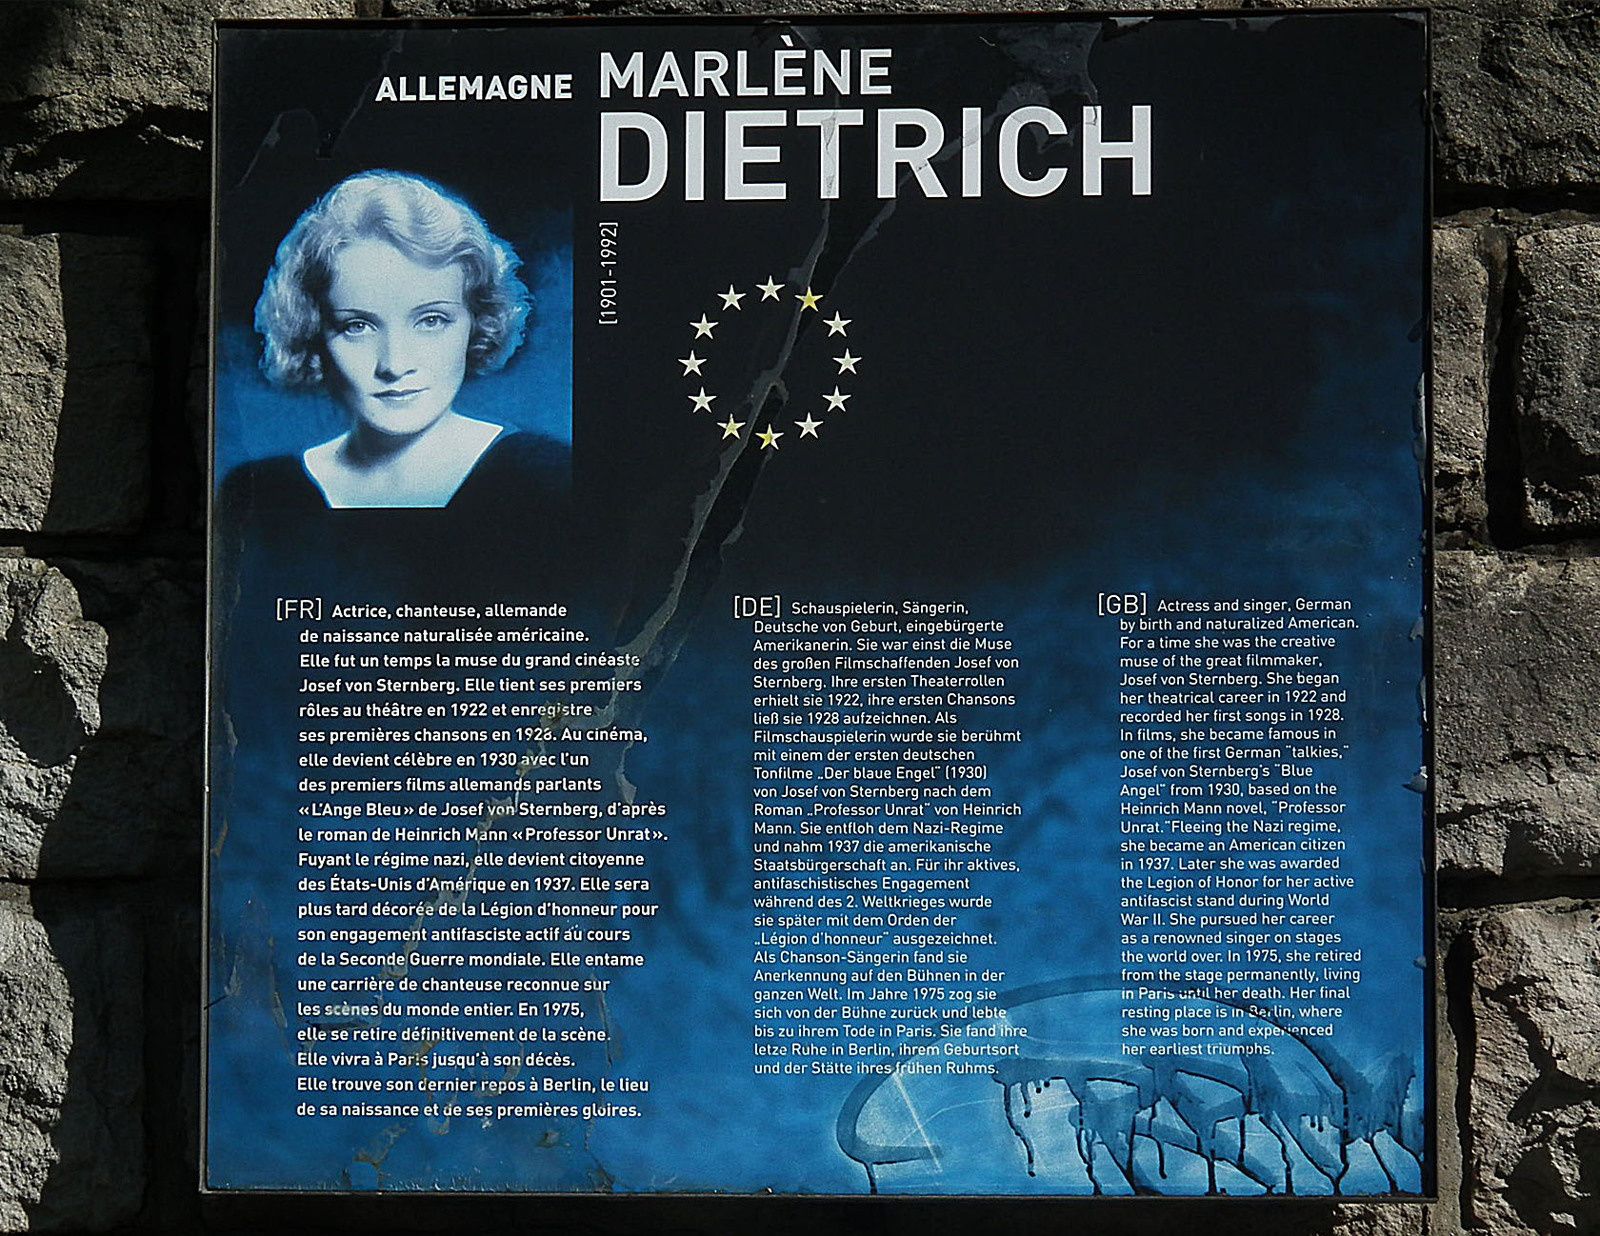 ALLEMAGNE
MARLÈNE
DIETRICH
[1901-1992]
[FR] Actrice, chanteuse, allemande
de naissance naturalisée américaine.
Elle fut un temps la muse du grand cinéaste
Josef von Sternberg. Elle tient ses premiers
rôles au théâtre en 1922 et enregistre
ses premières chansons en 1928. Au cinéma,
elle devient célèbre en 1930 avec l'un
des premiers films allemands parlants
«L'Ange Bleu» de Josef von Sternberg, d'après
le roman de Heinrich Mann «Professor Unrat».
Fuyant le régime nazi, elle devient citoyenne
des États-Unis d'Amérique en 1937. Elle sera
plus tard décorée de la Légion d'honneur pour
son engagement antifasciste actif au cours
de la Seconde Guerre mondiale. Elle entame
une carrière de chanteuse reconnue sur
les scènes du monde entier. En 1975,
elle se retire définitivement de la scène.
Elle vivra à Paris jusqu'à son décès.
Elle trouve son dernier repos à Berlin, le lieu
de sa naissance et de ses premières gloires.
[DE] Schauspielerin, Sängerin,
Deutsche von Geburt, eingebürgerte
Amerikanerin. Sie war einst die Muse
des großen Filmschaffenden Josef von
Sternberg. Ihre ersten Theaterrollen
erhielt sie 1922, ihre ersten Chansons
ließ sie 1928 aufzeichnen. Als
Filmschauspielerin wurde sie berühmt
mit einem der ersten deutschen
Tonfilme „Der blaue Engel" (1930)
von Josef von Sternberg nach dem
Roman „Professor Unrat" von Heinrich
Mann. Sie entfloh dem Nazi-Regime
und nahm 1937 die amerikanische
Staatsbürgerschaft an. Für ihr aktives,
antifaschistisches Engagement
während des 2. Weltkrieges wurde
sie später mit dem Orden der
„Légion d'honneur" ausgezeichnet.
Als Chanson-Sängerin fand sie
Anerkennung auf den Bühnen in der
ganzen Welt. Im Jahre 1975 zog sie
sich von der Bühne zurück und lebte
bis zu ihrem Tode in Paris. Sie fand ihre
letze Ruhe in Berlin, ihrem Geburtsort
und der Stätte ihres frühen Ruhms.
[GB] Actress and singer, German
by birth and naturalized American.
For a time she was the creative
muse of the great filmmaker,
Josef von Sternberg. She began
her theatrical career in 1922 and
recorded her first songs in 1928.
In films, she became famous in
one of the first German "talkies,"
Josef von Sternberg's "Blue
Angel" from 1930, based on the
Heinrich Mann novel, "Professor
Unrat."Fleeing the Nazi regime,
she became an American citizen
in 1937. Later she was awarded
the Legion of Honor for her active
antifascist stand during World
War II. She pursued her career
as a renowned singer on stages
the world over. In 1975, she retired
from the stage permanently, living
in Paris until her death. Her final
resting place is in Berlin, where
she was born and experienced
her earliest triumphs.